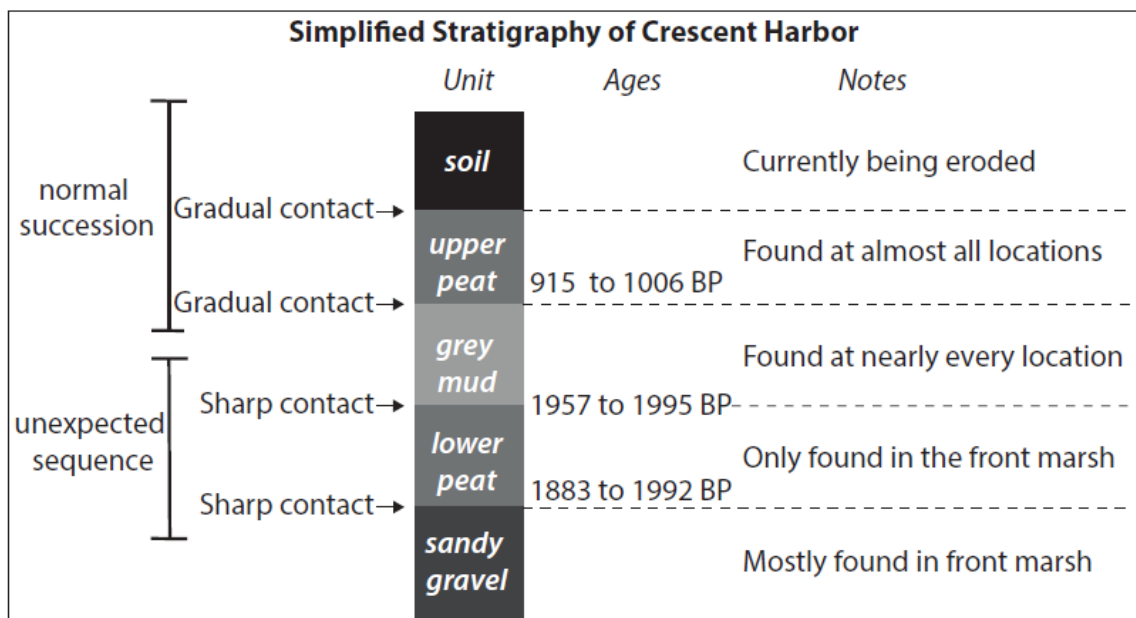 Simplified Stratigraphy of Crescent Harbor
Unit Ages Notes
soil
Currently being eroded
normal
succession
Gradual contact
upper
peat
915 to 1006 BP
Found at almost all locations
Gradual contact
grey
mud
Found at nearly every location
Sharp contact
1957 to 1995 BP
unexpected
sequence
lower
peat
1883 to 1992 BP
Only found in the front marsh
Sharp contact
sandy
gravel
Mostly found in front marsh